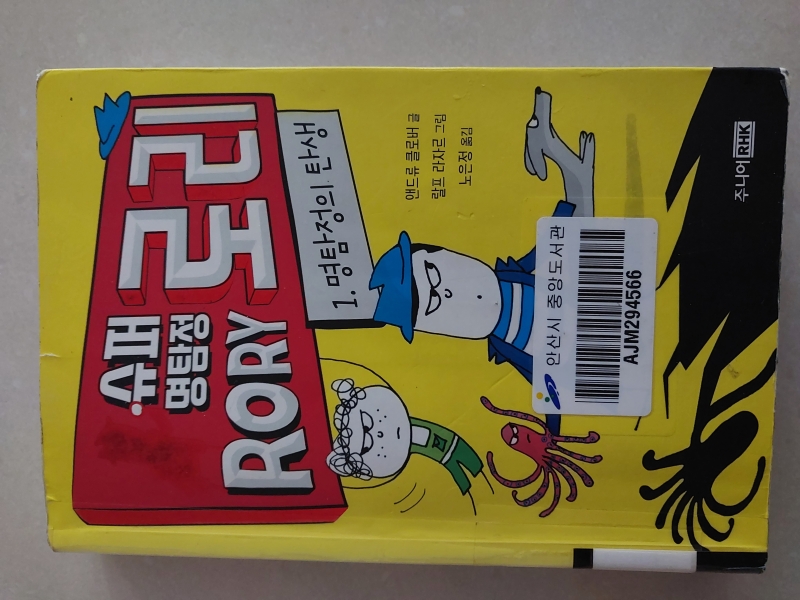 슈퍼
명탐정
로리
RORY
1. 명탐정의 탄생
앤드류 클로버 글
랄프 라자르 그림
노은정 옮김
안산시 중앙도서관
AJM294566
주니어RHK